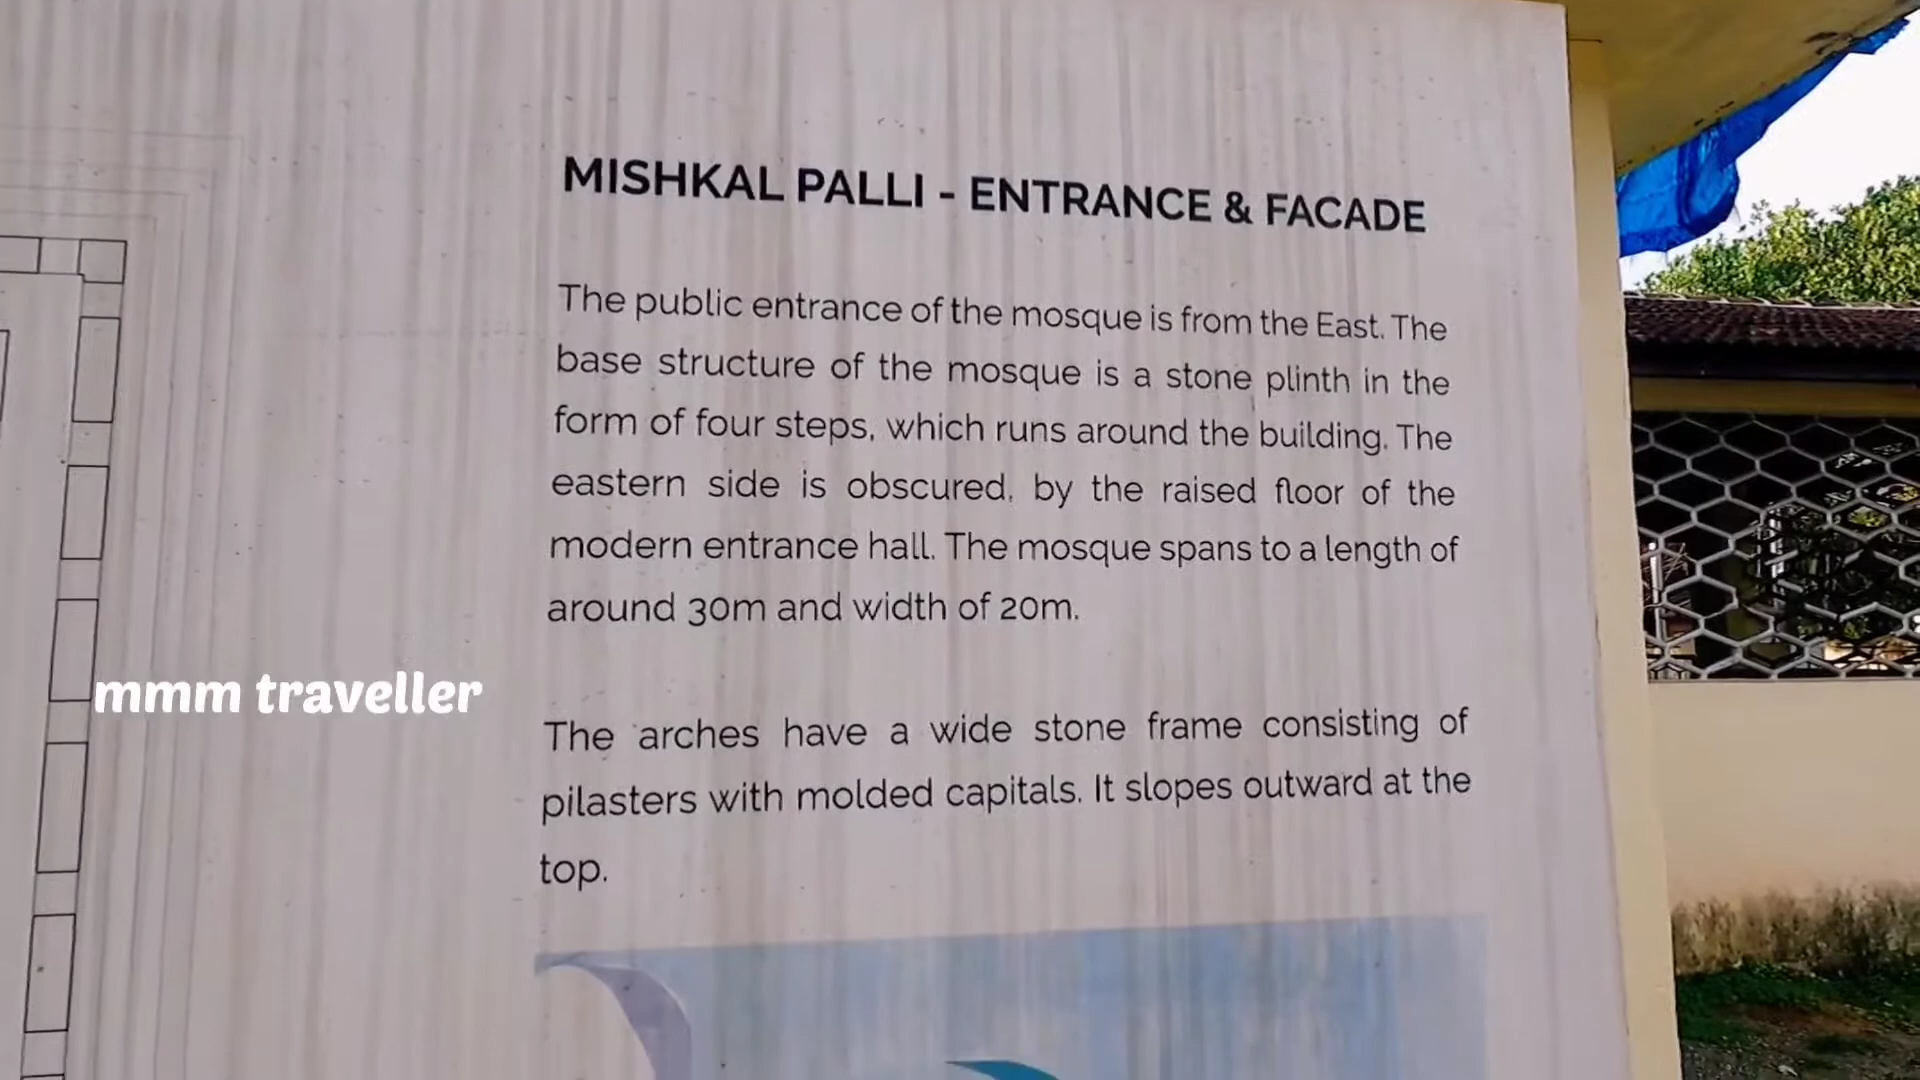 MISHKAL PALLI - ENTRANCE & FACADE
The public entrance of the mosque is from the East. The
base structure of the mosque is a stone plinth in the
form of four steps, which runs around the building. The
eastern side is obscured, by the raised floor of the
modern entrance hall. The mosque spans to a length of
around 30m and width of 20m.
The arches have a wide stone frame consisting of
pilasters with molded capitals. It slopes outward at the
top.
mmm traveller